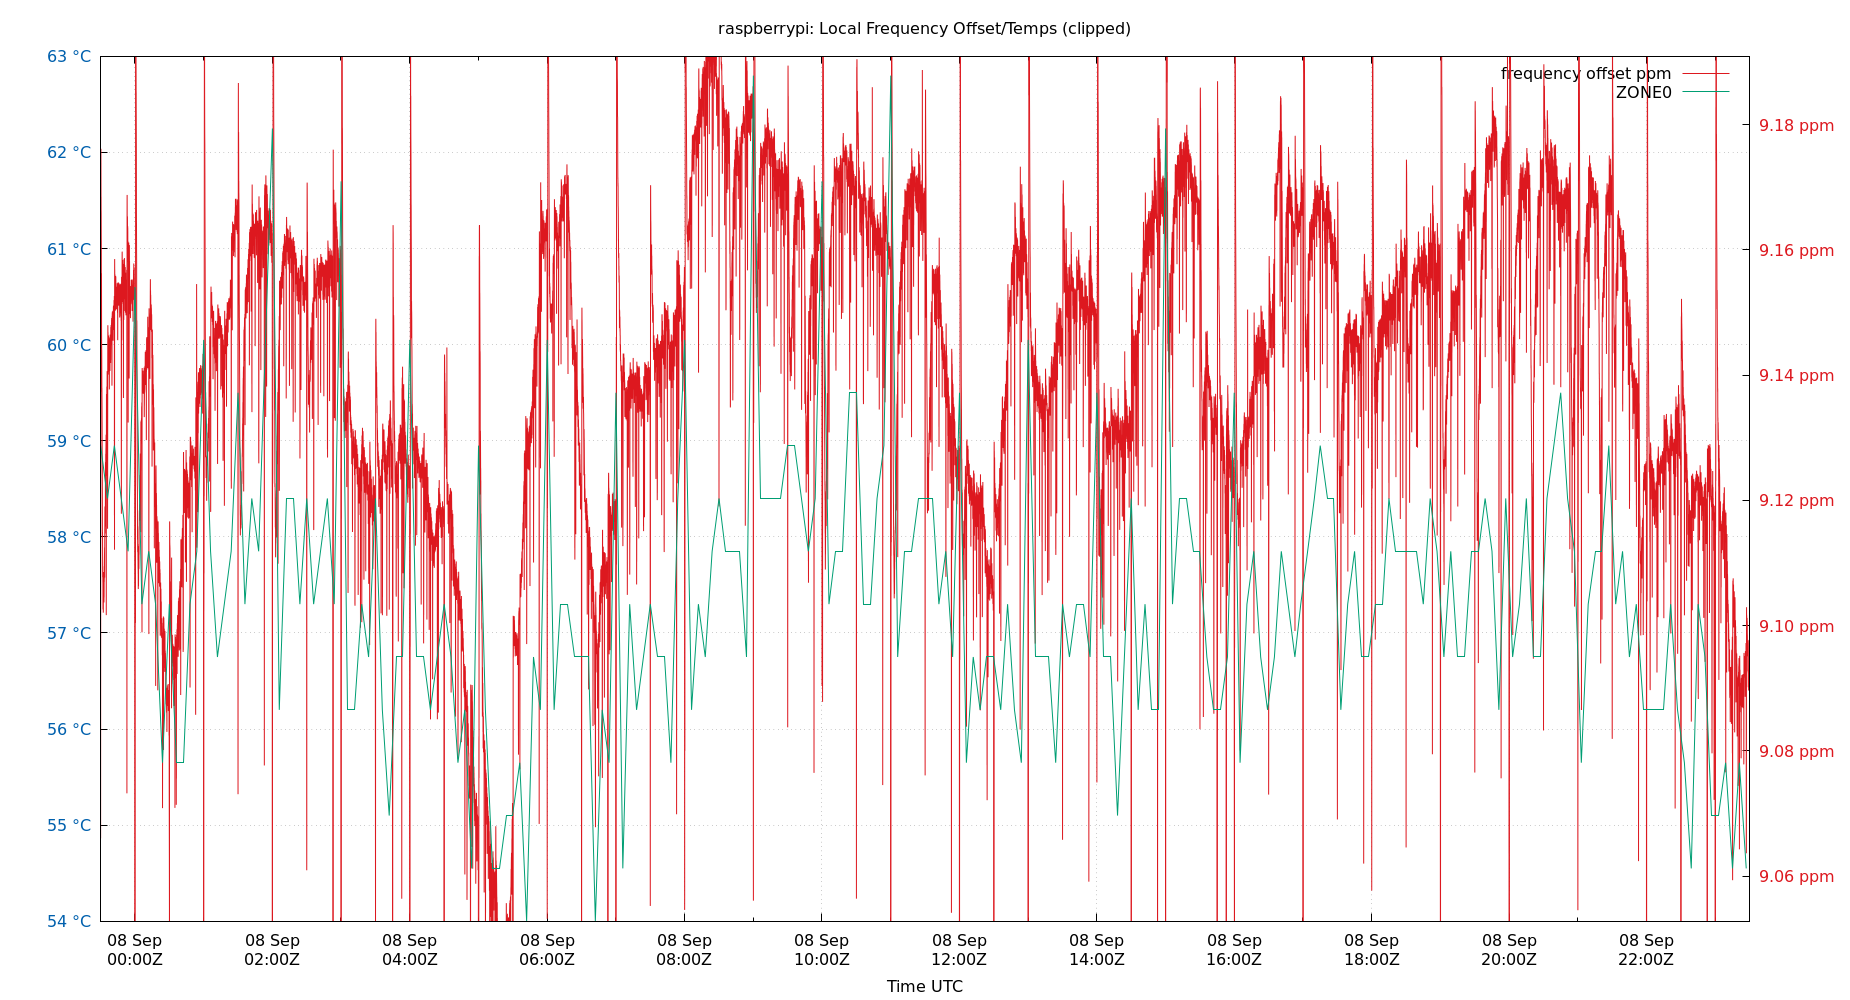 raspberrypi: Local Frequency Offset/Temps (clipped)
63 °C
62 °C
61 °C
60 °C
59 °C
58 °C
57 °C
56 °C
55 °C
54 °C
frequency offset ppm
ZONE0
9.18 ppm
9.16 ppm
9.14 ppm
9.12 ppm
9.10 ppm
9.08 ppm
9.06 ppm
08 Sep 08 Sep 08 Sep 08 Sep 08 Sep 08 Sep 08 Sep 08 Sep 08 Sep 08 Sep 08 Sep 08 Sep
00:00Z 02:00Z 04:00Z 06:00Z 08:00Z 10:00Z 12:00Z 14:00Z 16:00Z 18:00Z 20:00Z 22:00Z
Time UTC